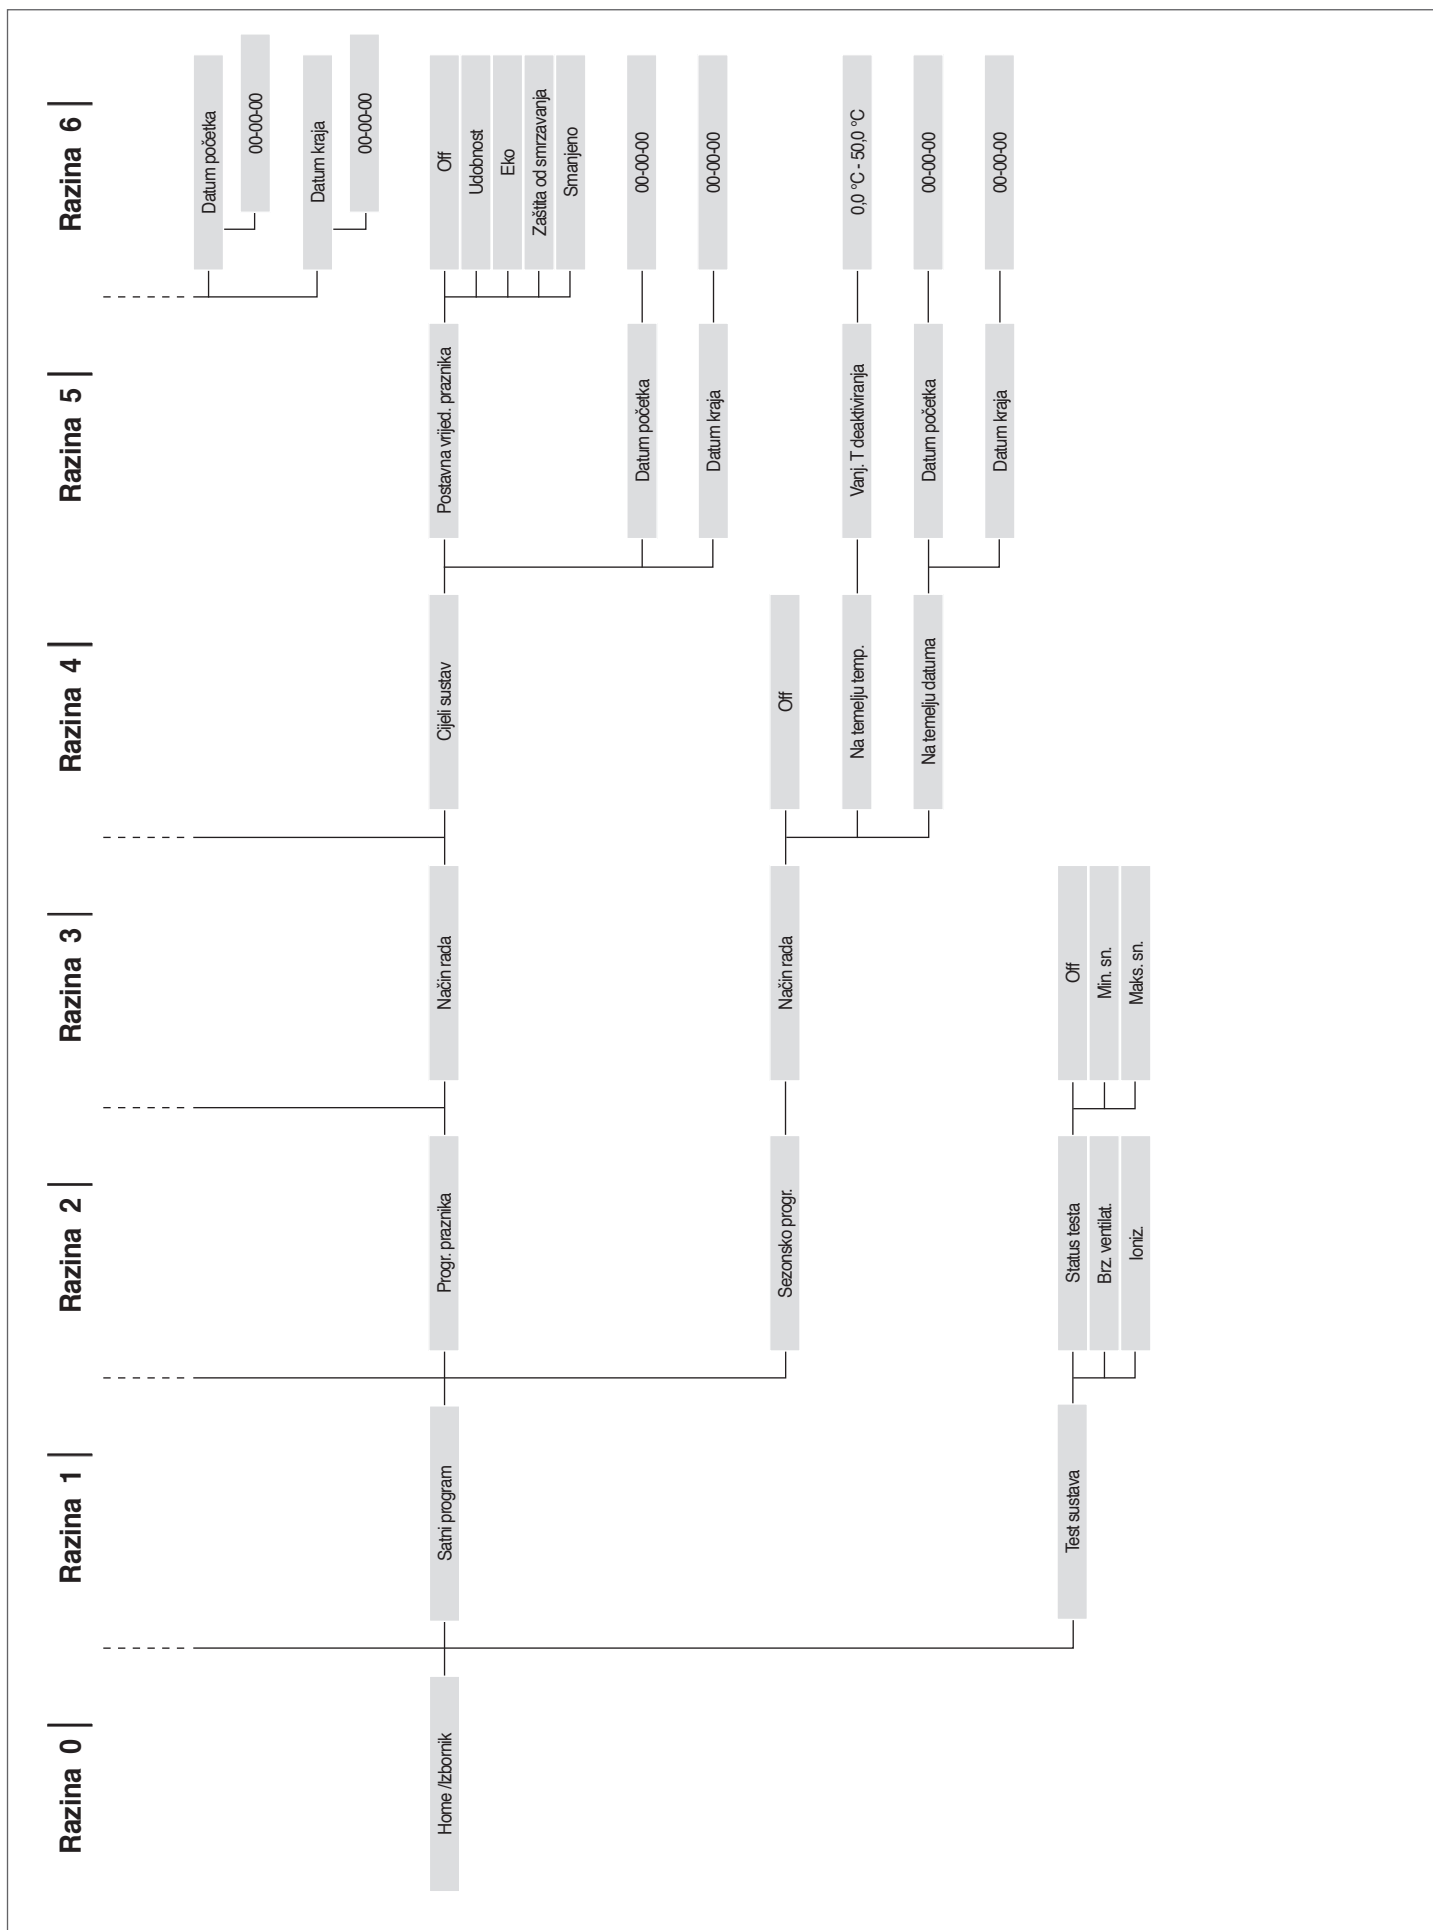 Razina 0
Razina 1
Razina 2
Razina 3
Razina 4
Razina 5
Razina 6
Datum početka
00-00-00
Datum kraja
00-00-00
Home /Izbornik
Satni program
Progr. praznika
Način rada
Cijeli sustav
Postavna vrijed. praznika
Off
Udobnost
Eko
Zaštita od smrzavanja
Smanjeno
Datum početka
00-00-00
Datum kraja
00-00-00
Sezonsko progr.
Način rada
Off
Na temelju temp.
Vanj. T deaktiviranja
0,0 °C - 50,0 °C
Na temelju datuma
Datum početka
00-00-00
Datum kraja
00-00-00
Test sustava
Status testa
Off
Brz. ventilat.
Min. sn.
Ioniz.
Maks. sn.